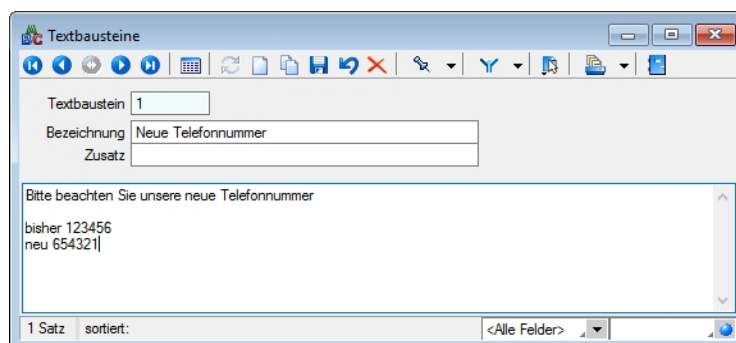 Textbausteine
Textbaustein 1
Bezeichnung Neue Telefonnummer
Zusatz
Bitte beachten Sie unsere neue Telefonnummer
bisher 123456
neu 654321
1 Satz sortiert: <Alle Felder>